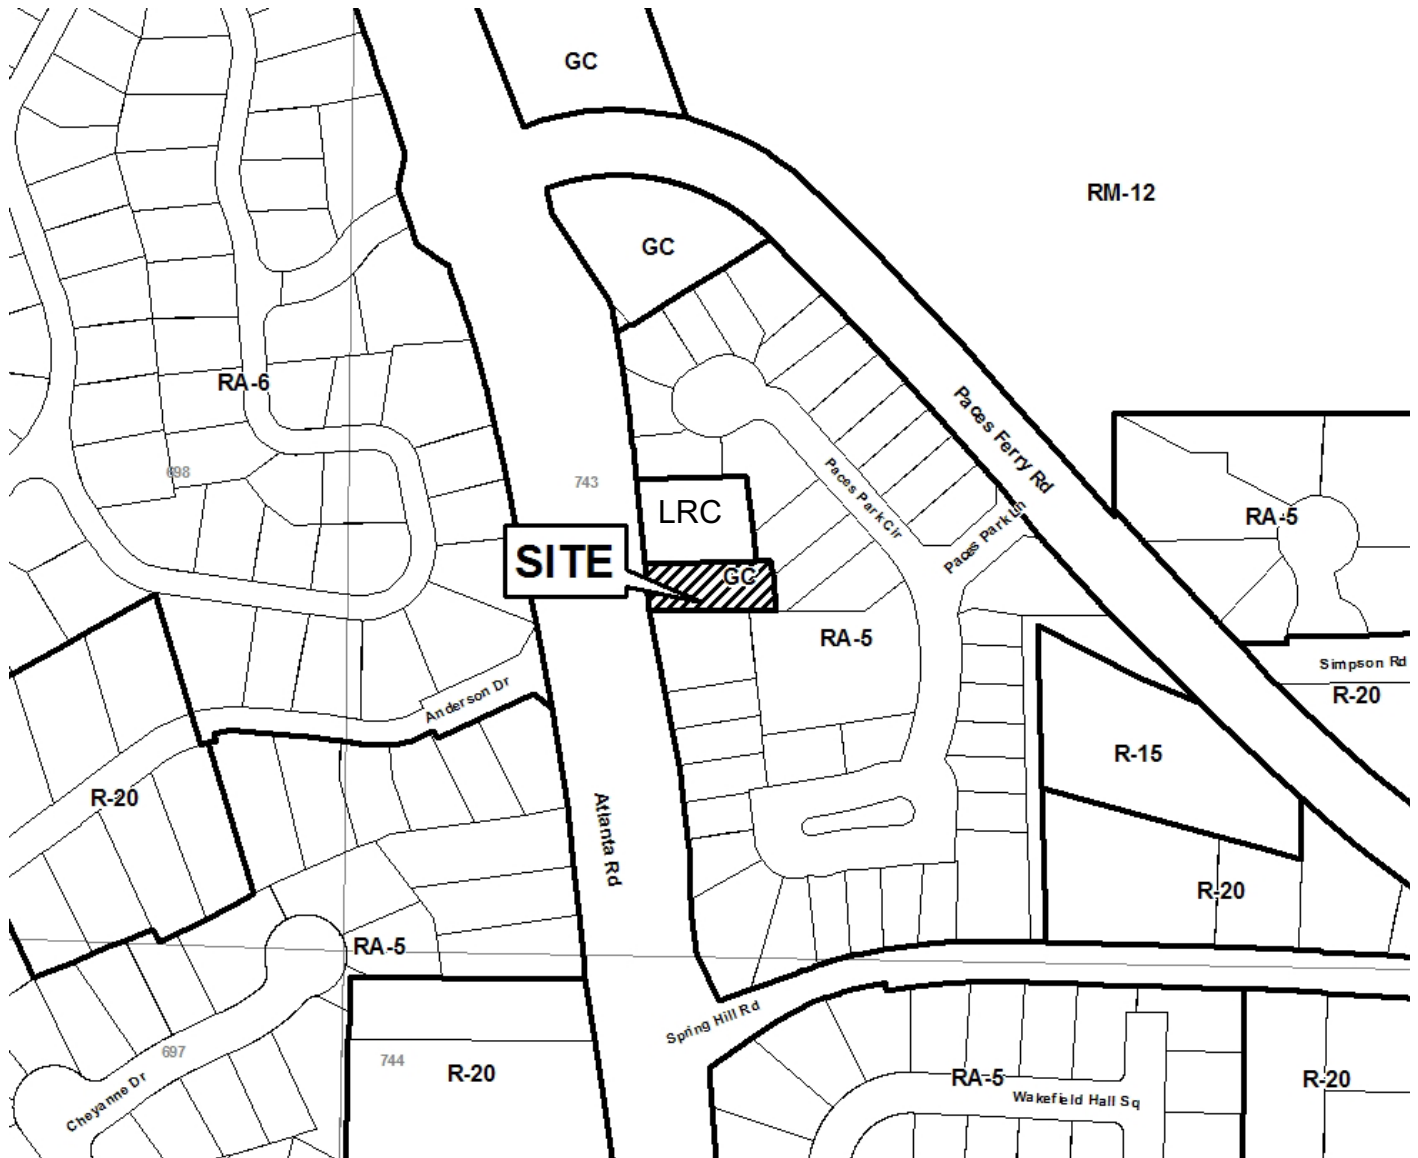 GC
RM-12
GC
RA-6
Paces Ferry Rd
698
743
Paces Park Cir
LRC
RA-5
Paces Park Ln
SITE
GC
RA-5
Simpson Rd
R-20
Anderson Dr
R-15
R-20
Atlanta Rd
R-20
RA-5
Spring Hill Rd
697
744
R-20
RA-5
R-20
Cheyanne Dr
Wakefield Hall Sq